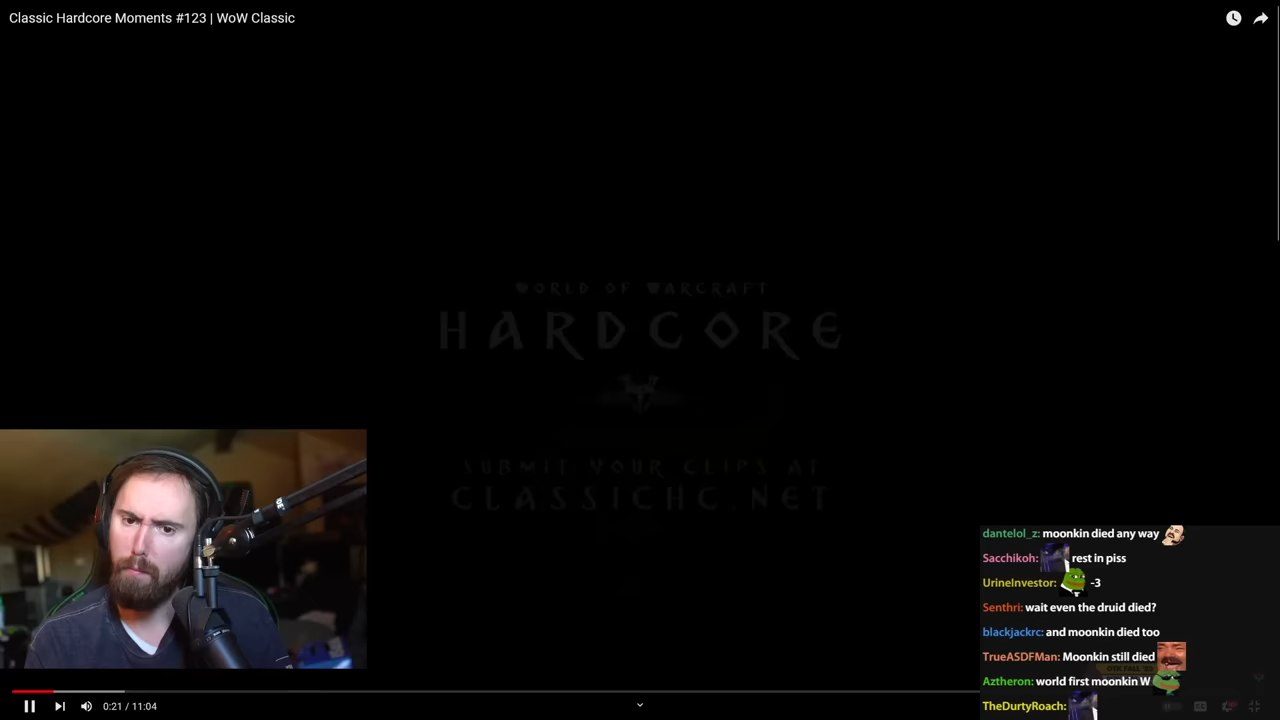 Classic Hardcore Moments #123 | WoW Classic
WORLD OF WARCRAFT
HARDCORE
SUBMIT YOUR CLIPS AT
CLASSICHC.NET
dantelol_z: moonkin died any way
Sacchikoh: rest in piss
UrineInvestor: -3
Senthri: wait even the druid died?
blackjackrc: and moonkin died too
TrueASDFMan: Moonkin still died
Aztheron: world first moonkin W
TheDurtyRoach:
0:21 / 11:04